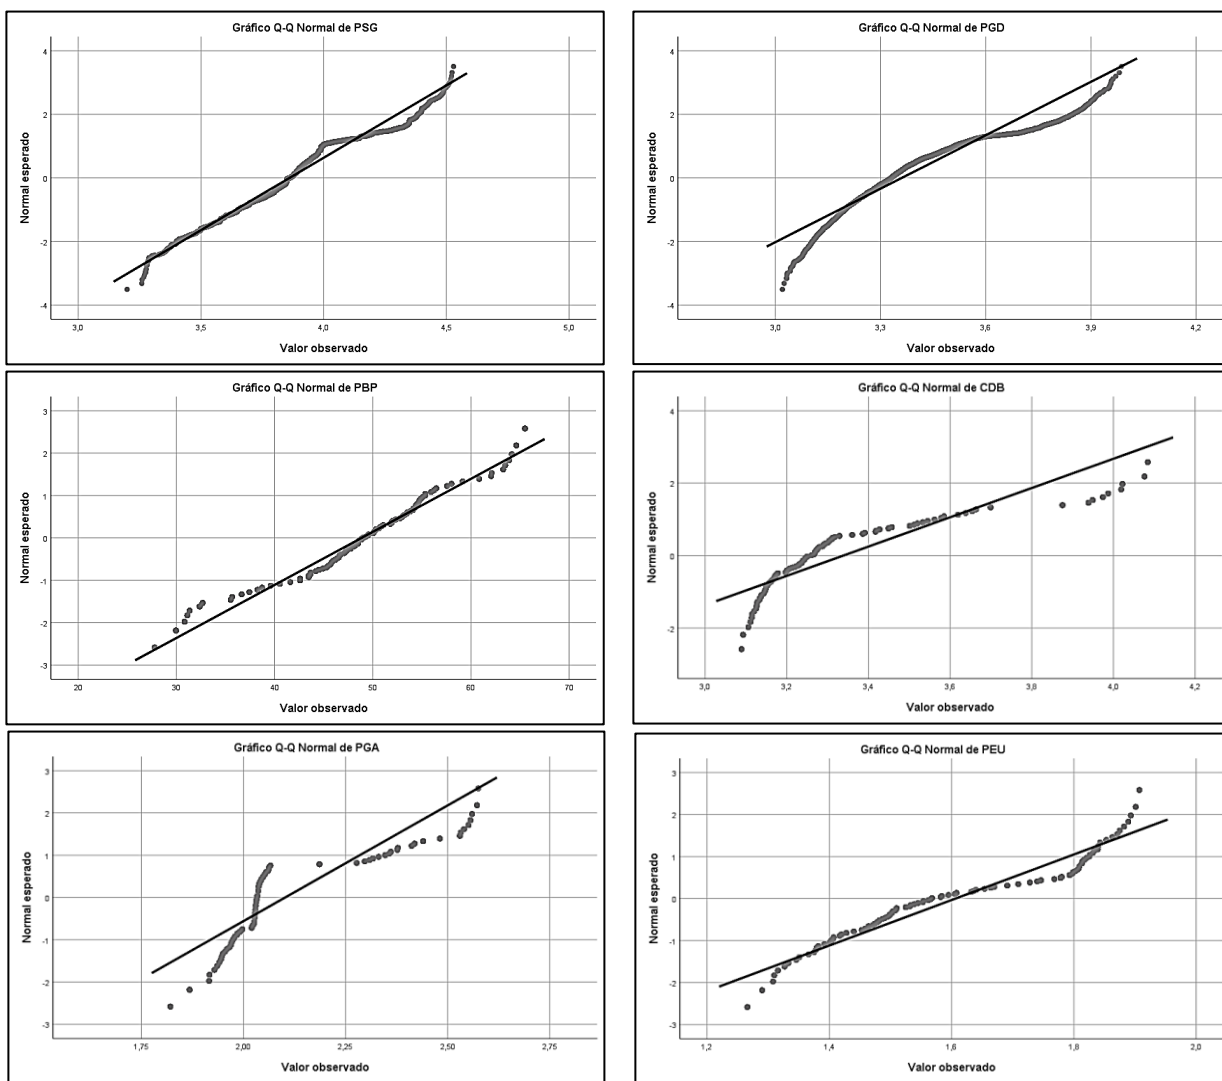 Gráfico Q-Q Normal de PSG
Normal esperado
4
2
0
-2
-4
3,0 3,5 4,0 4,5 5,0
Valor observado
Gráfico Q-Q Normal de PGD
Normal esperado
4
2
0
-2
-4
3,0 3,3 3,6 3,9 4,2
Valor observado
Gráfico Q-Q Normal de PBP
Normal esperado
3
2
1
0
-1
-2
-3
20 30 40 50 60 70
Valor observado
Gráfico Q-Q Normal de CDB
Normal esperado
4
2
0
-2
3,0 3,2 3,4 3,6 3,8 4,0 4,2
Valor observado
Gráfico Q-Q Normal de PGA
Normal esperado
3
2
1
0
-1
-2
-3
1,75 2,00 2,25 2,50 2,75
Valor observado
Gráfico Q-Q Normal de PEU
Normal esperado
3
2
1
0
-1
-2
-3
1,2 1,4 1,6 1,8 2,0
Valor observado